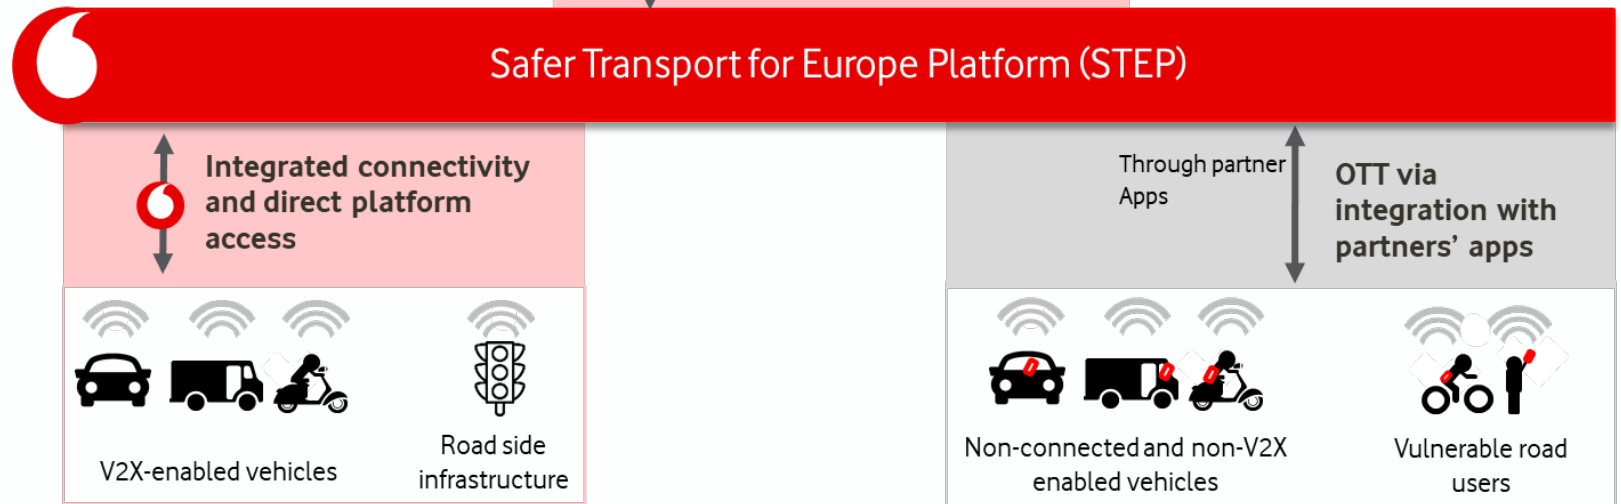 Safer Transport for Europe Platform (STEP)
Integrated connectivity
and direct platform
access
Through partner
Apps
OTT via
integration with
partners' apps
V2X-enabled vehicles
Road side
infrastructure
Non-connected and non-V2X
enabled vehicles
Vulnerable road
users